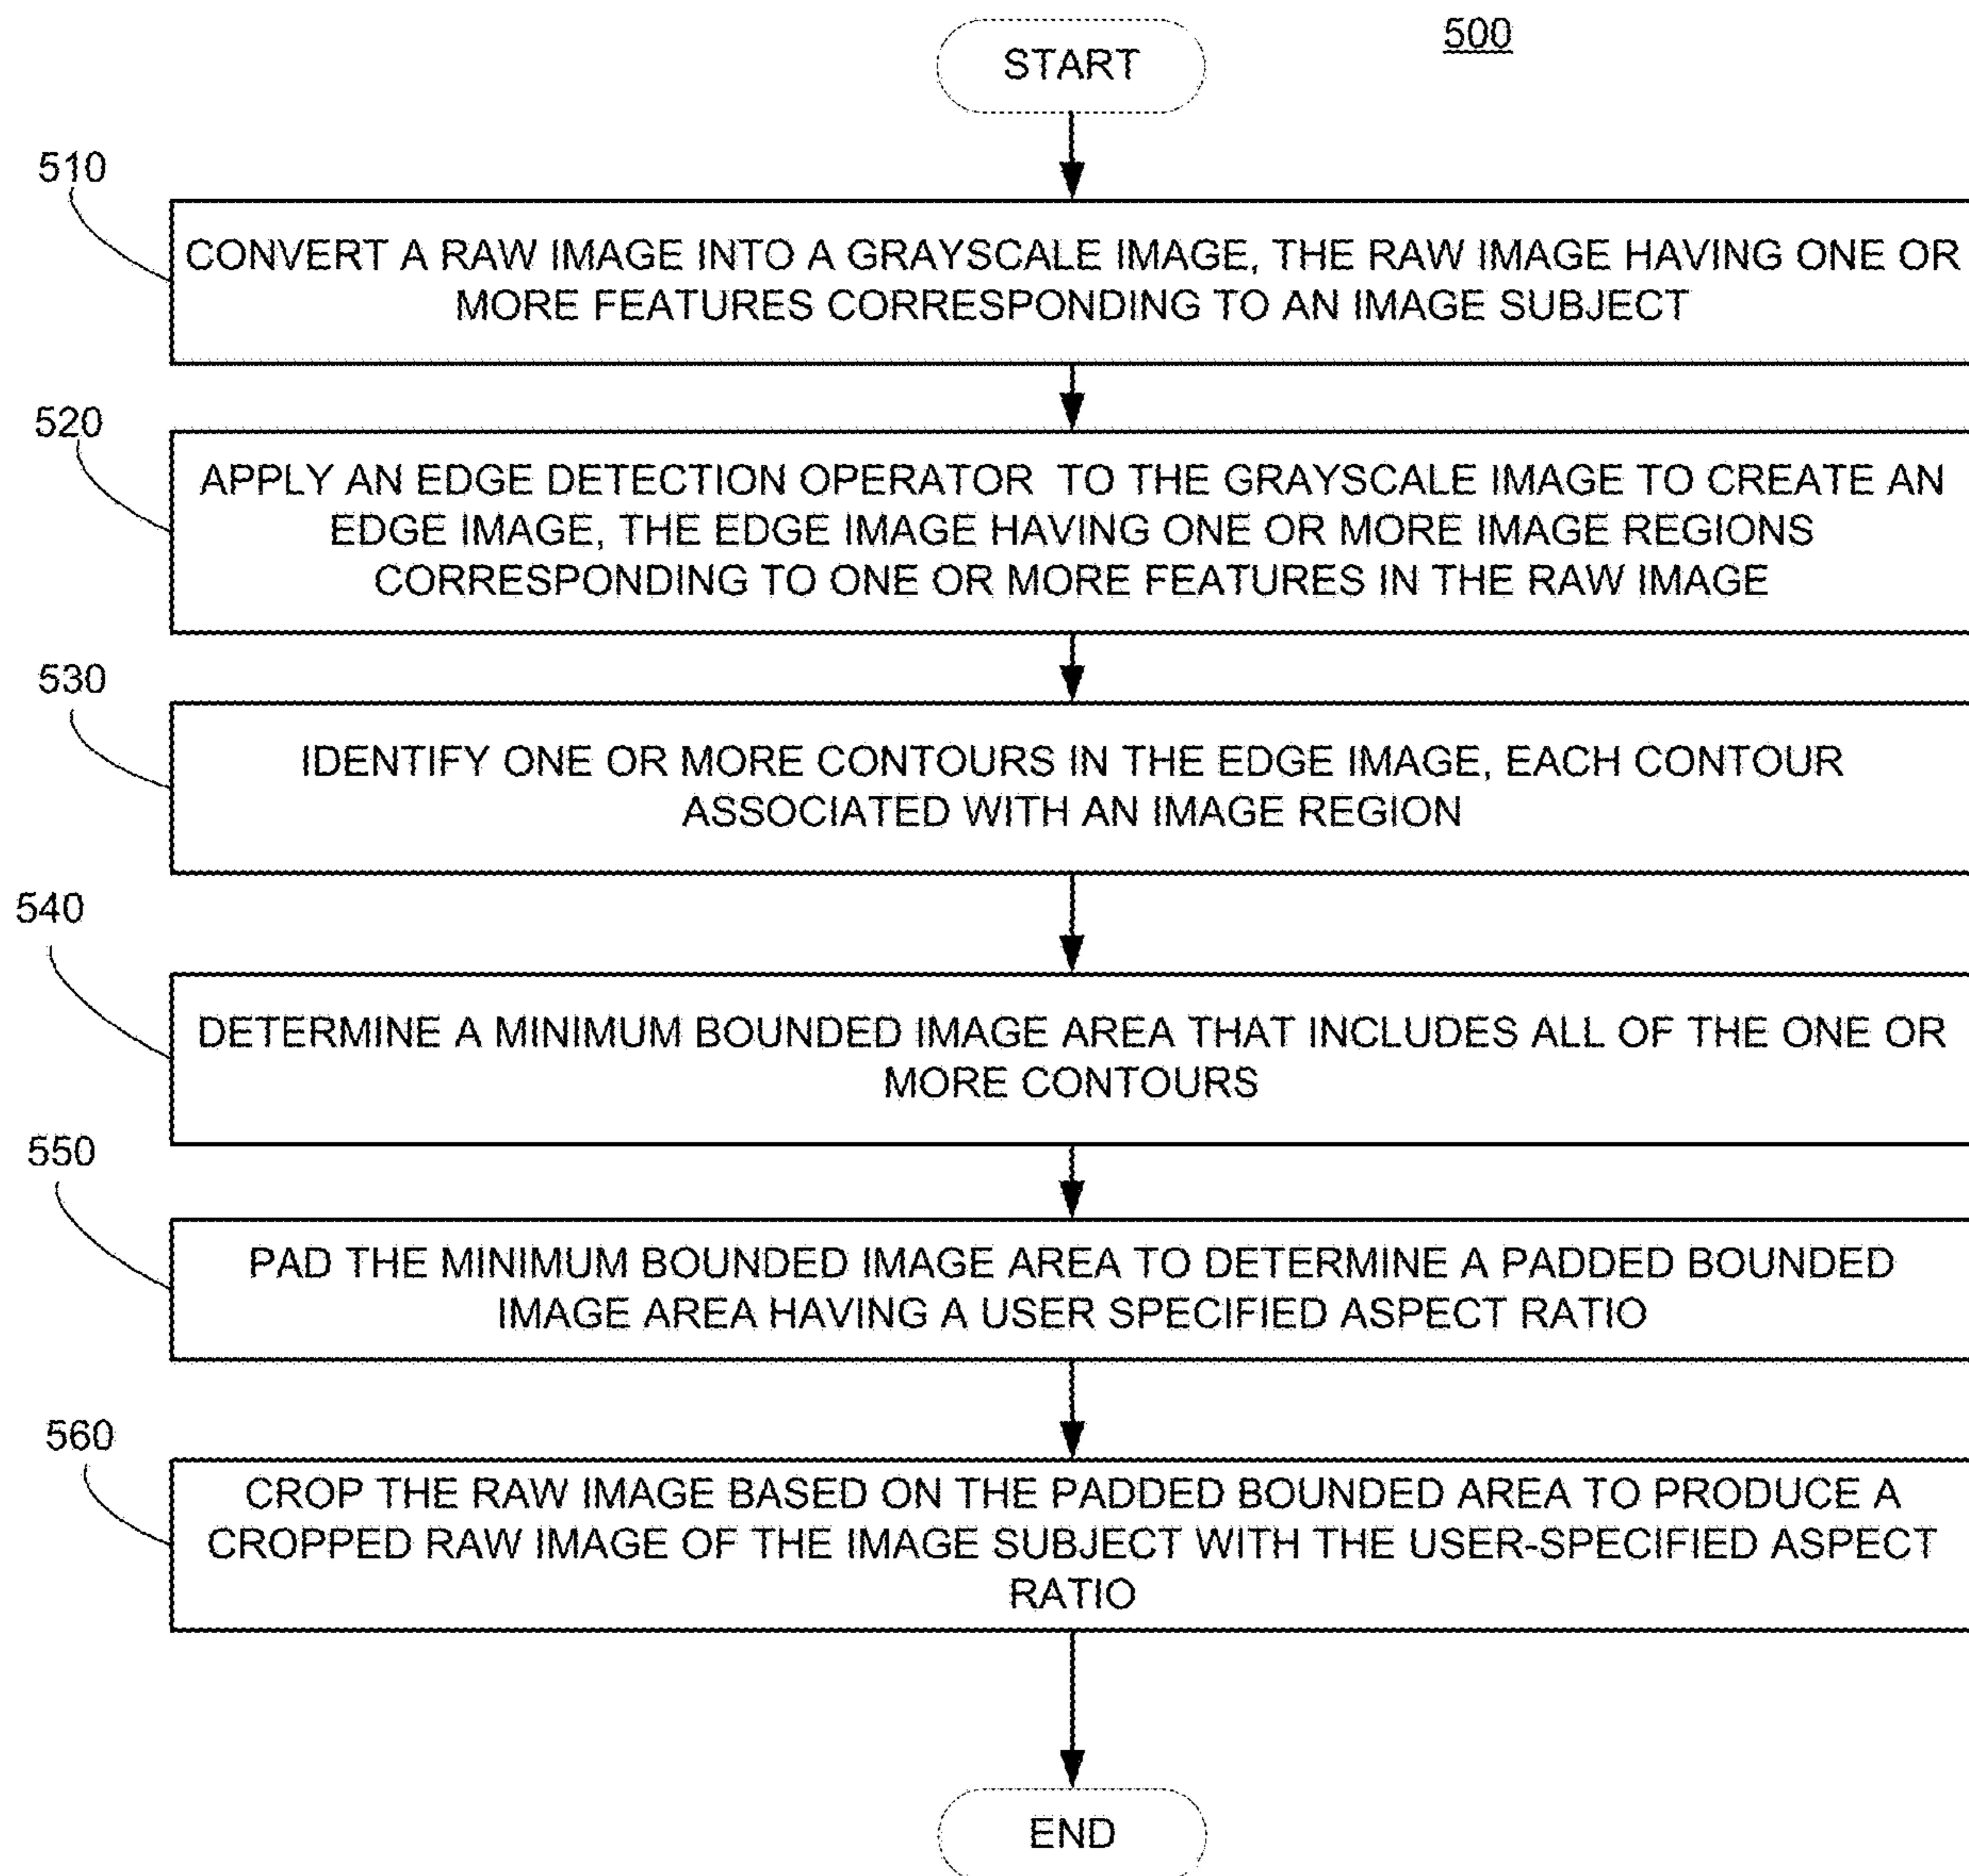 500
START
510
CONVERT A RAW IMAGE INTO A GRAYSCALE IMAGE, THE RAW IMAGE HAVING ONE OR
MORE FEATURES CORRESPONDING TO AN IMAGE SUBJECT
520
APPLY AN EDGE DETECTION OPERATOR TO THE GRAYSCALE IMAGE TO CREATE AN
EDGE IMAGE, THE EDGE IMAGE HAVING ONE OR MORE IMAGE REGIONS
CORRESPONDING TO ONE OR MORE FEATURES IN THE RAW IMAGE
530
IDENTIFY ONE OR MORE CONTOURS IN THE EDGE IMAGE, EACH CONTOUR
ASSOCIATED WITH AN IMAGE REGION
540
DETERMINE A MINIMUM BOUNDED IMAGE AREA THAT INCLUDES ALL OF THE ONE OR
MORE CONTOURS
550
PAD THE MINIMUM BOUNDED IMAGE AREA TO DETERMINE A PADDED BOUNDED
IMAGE AREA HAVING A USER SPECIFIED ASPECT RATIO
560
CROP THE RAW IMAGE BASED ON THE PADDED BOUNDED AREA TO PRODUCE A
CROPPED RAW IMAGE OF THE IMAGE SUBJECT WITH THE USER-SPECIFIED ASPECT
RATIO
END